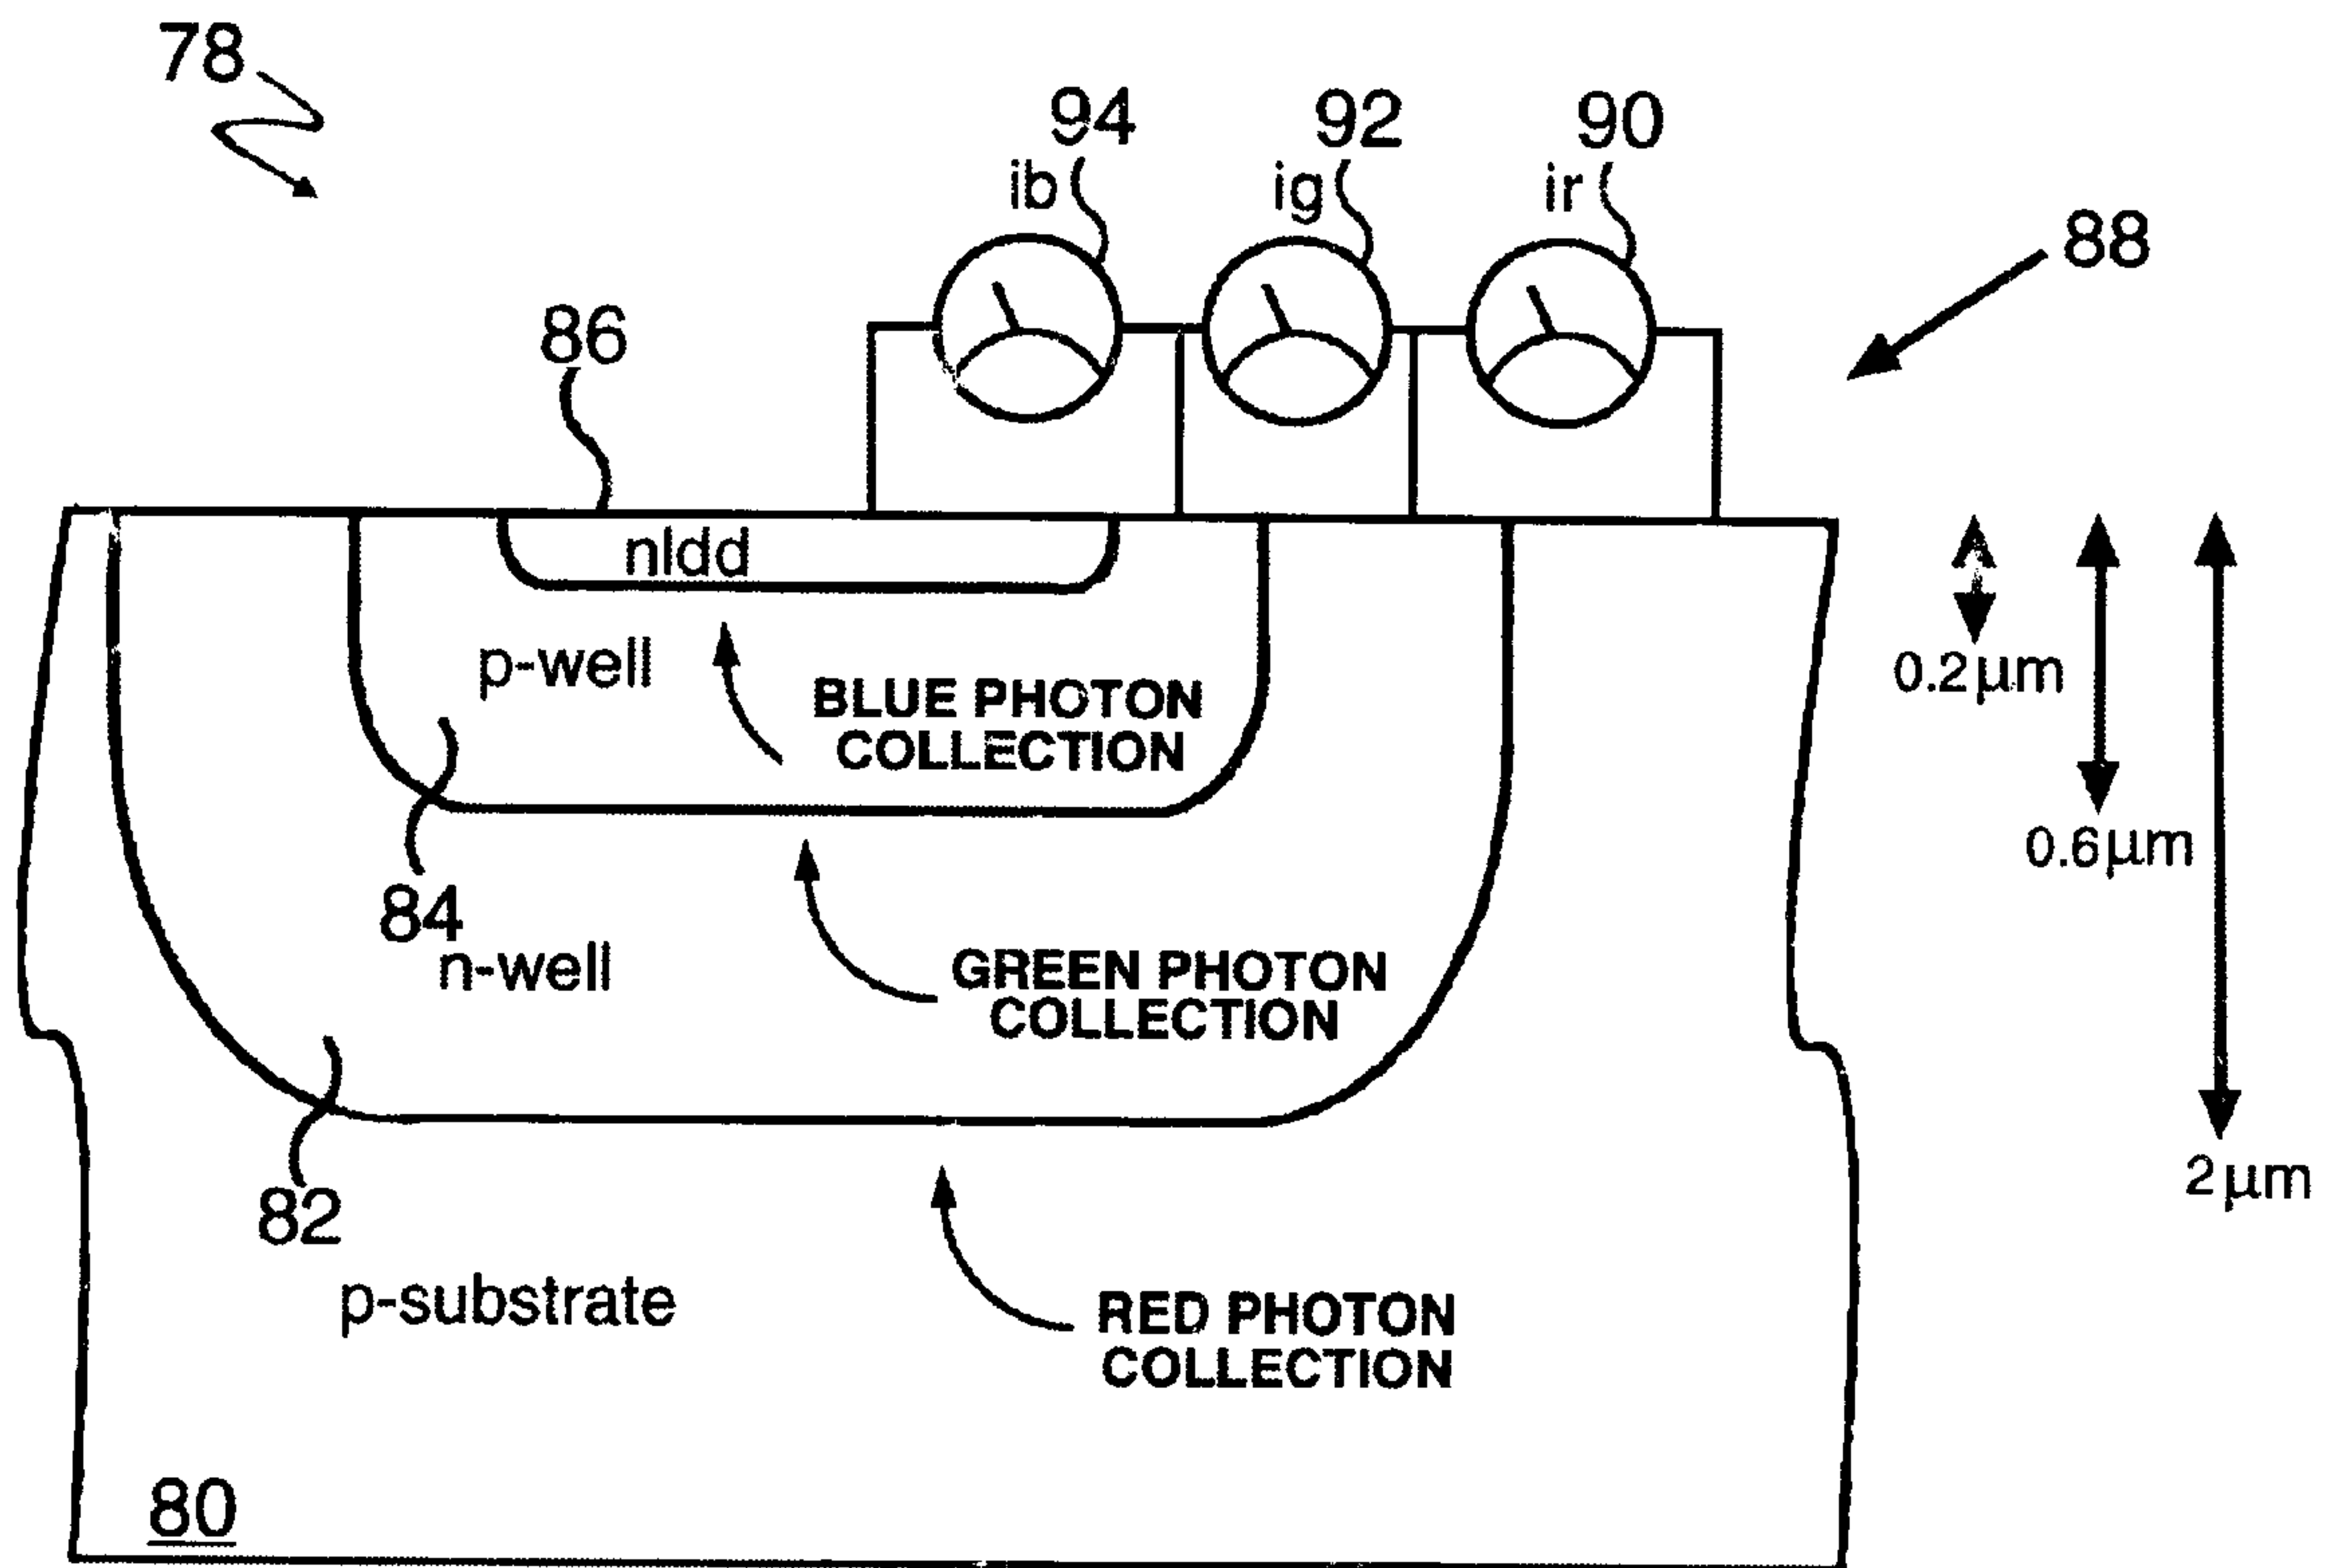 78
94
92
90
ib
ig
ir
88
86
nldd
p-well
BLUE PHOTON
COLLECTION
0.2µm
0.6µm
84
n-well
GREEN PHOTON
COLLECTION
2µm
82
p-substrate
RED PHOTON
COLLECTION
80